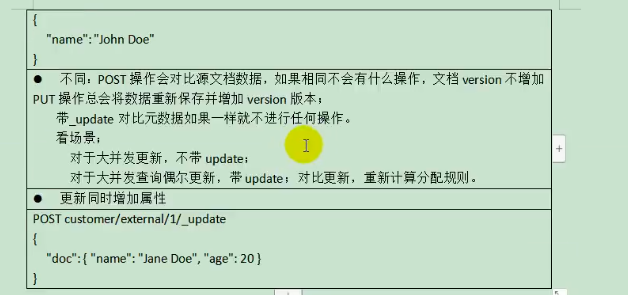 {
"name": "John Doe"
}
● 不同：POST 操作会对比源文档数据，如果相同不会有什么操作，文档 version 不增加
PUT 操作总会将数据重新保存并增加 version 版本；
带_update 对比元数据如果一样就不进行任何操作。
看场景；
对于大并发更新，不带 update；
对于大并发查询偶尔更新，带 update；对比更新，重新计算分配规则。
● 更新同时增加属性
POST customer/external/1/_update
{
"doc": { "name": "Jane Doe", "age": 20 }
}